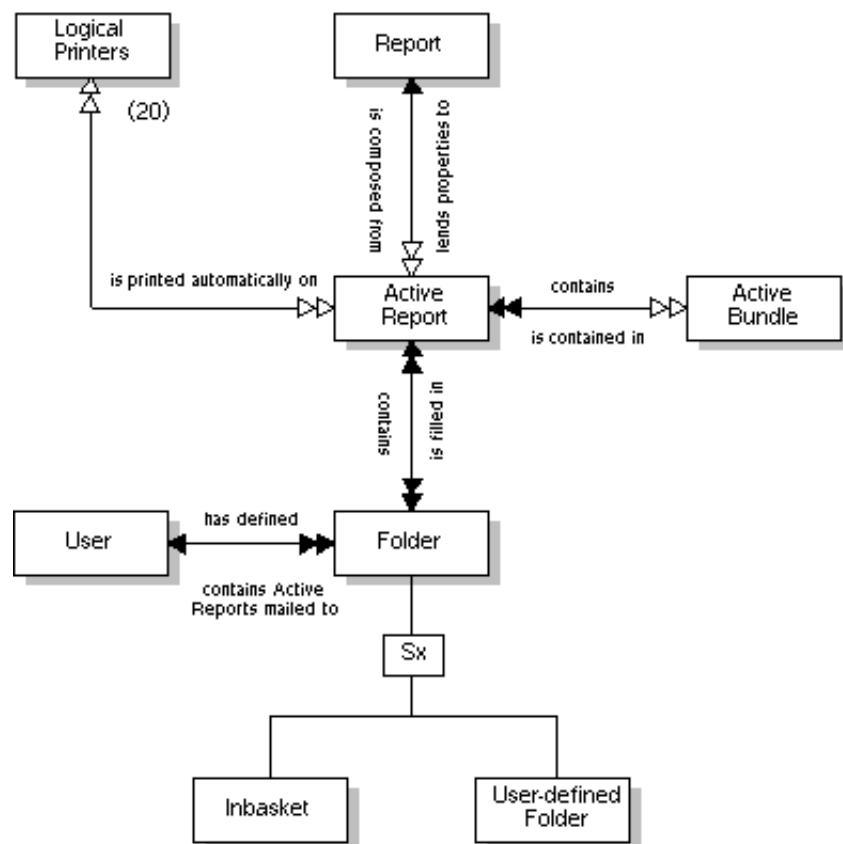 Logical
Printers
Report
(20)
is composed from
lends properties to
is printed automatically on
Active
Report
contains
is contained in
Active
Bundle
contains
is filled in
User
has defined
contains Active
Reports mailed to
Folder
Sx
Inbasket
User-defined
Folder